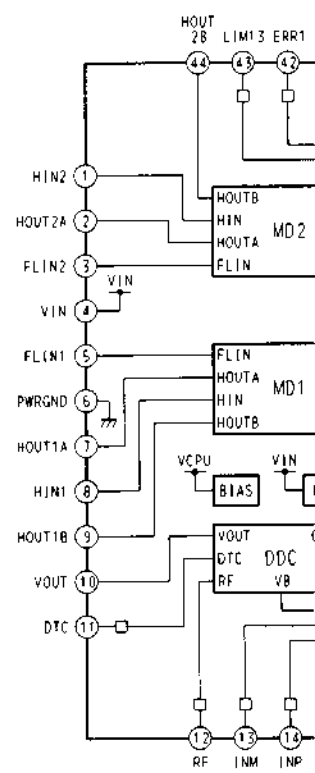 HOUT
2B LIM13 ERR1
44 43 42
HIN2 1
HOUT2A 2
FLIN2 3
VIN 4
VIN
FLIN1 5
PWRGND 6
HOUT1A 7
HIN1 8
HOUT1B 9
VOUT 10
DTC 11
HOUTB
HIN
HOUTA
FLIN
MD2
FLIN
HOUTA
HIN
HOUTB
MD1
VCPU VIN
BIAS
VOUT
DTC
RF
DDC
VB
12 13 14
RF INM INP